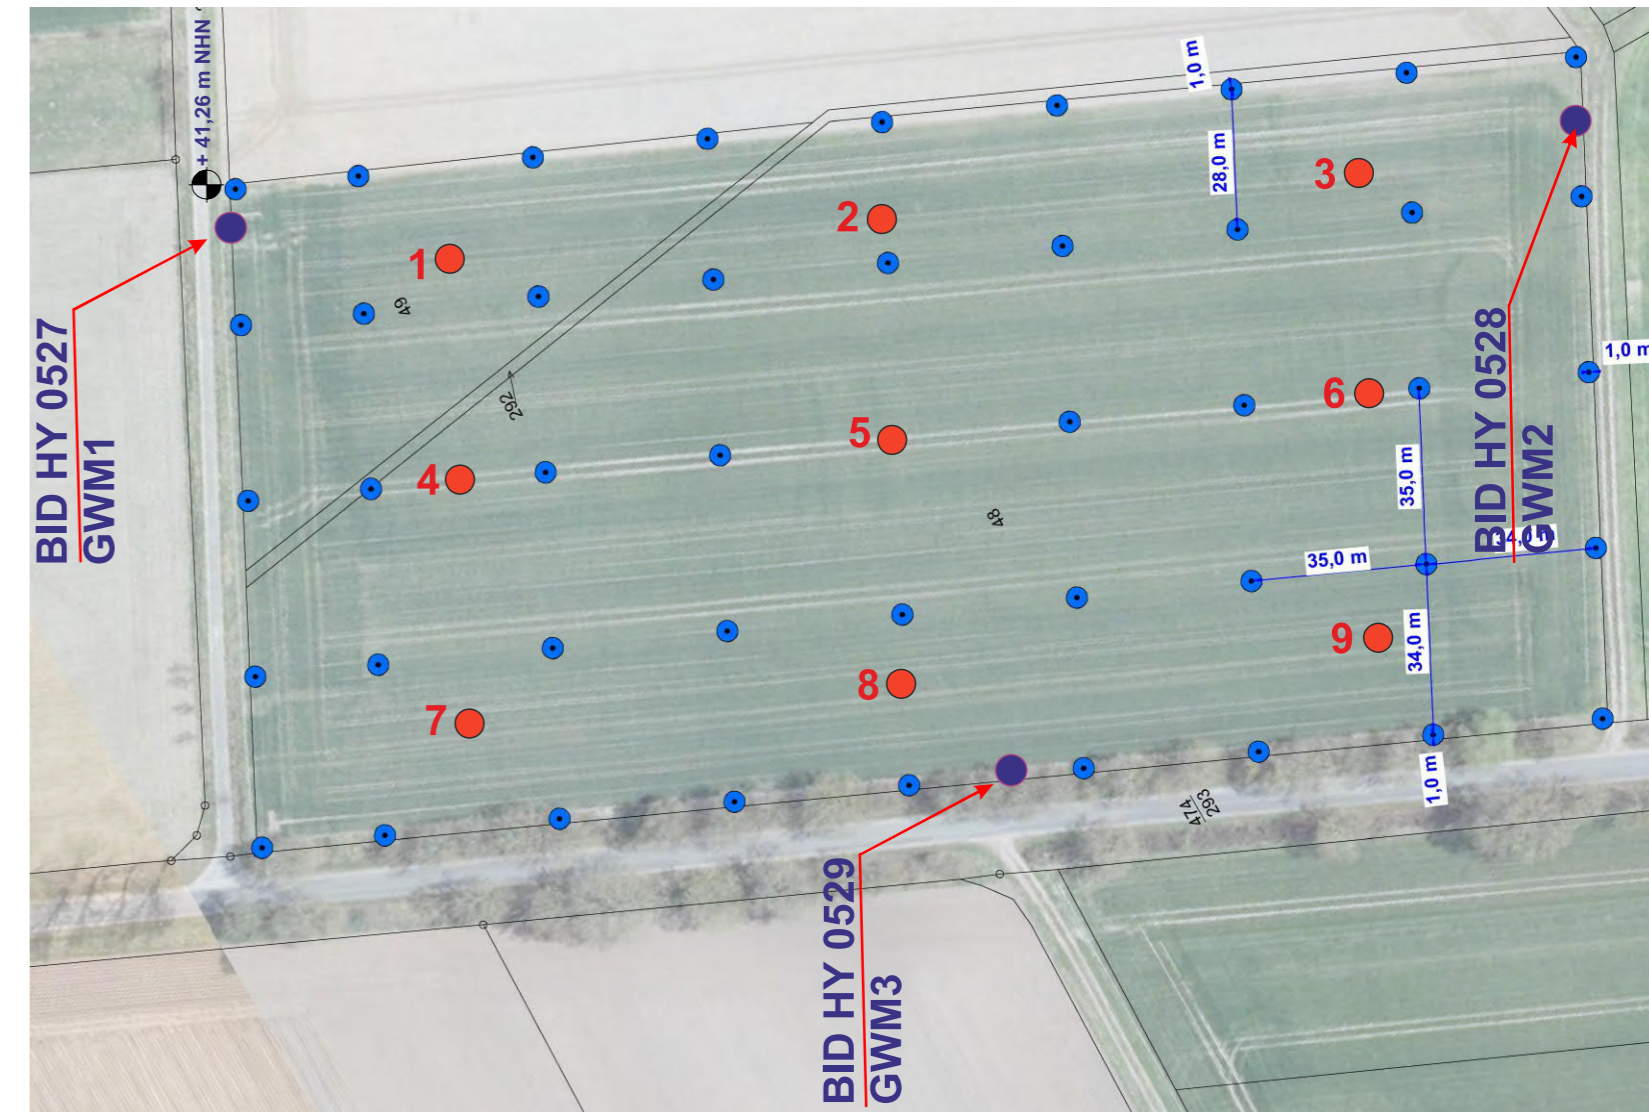 + 41,26 m NHN
1,0 m
28,0 m
3
2
1
49
1,0 m
BID HY 0527
GWM1
BID HY 0528
GWM2
292
6
5
4
35,0 m
48
35,0 m
34,0 m
34,0 m
9
8
7
1,0 m
474
293
BID HY 0529
GWM3